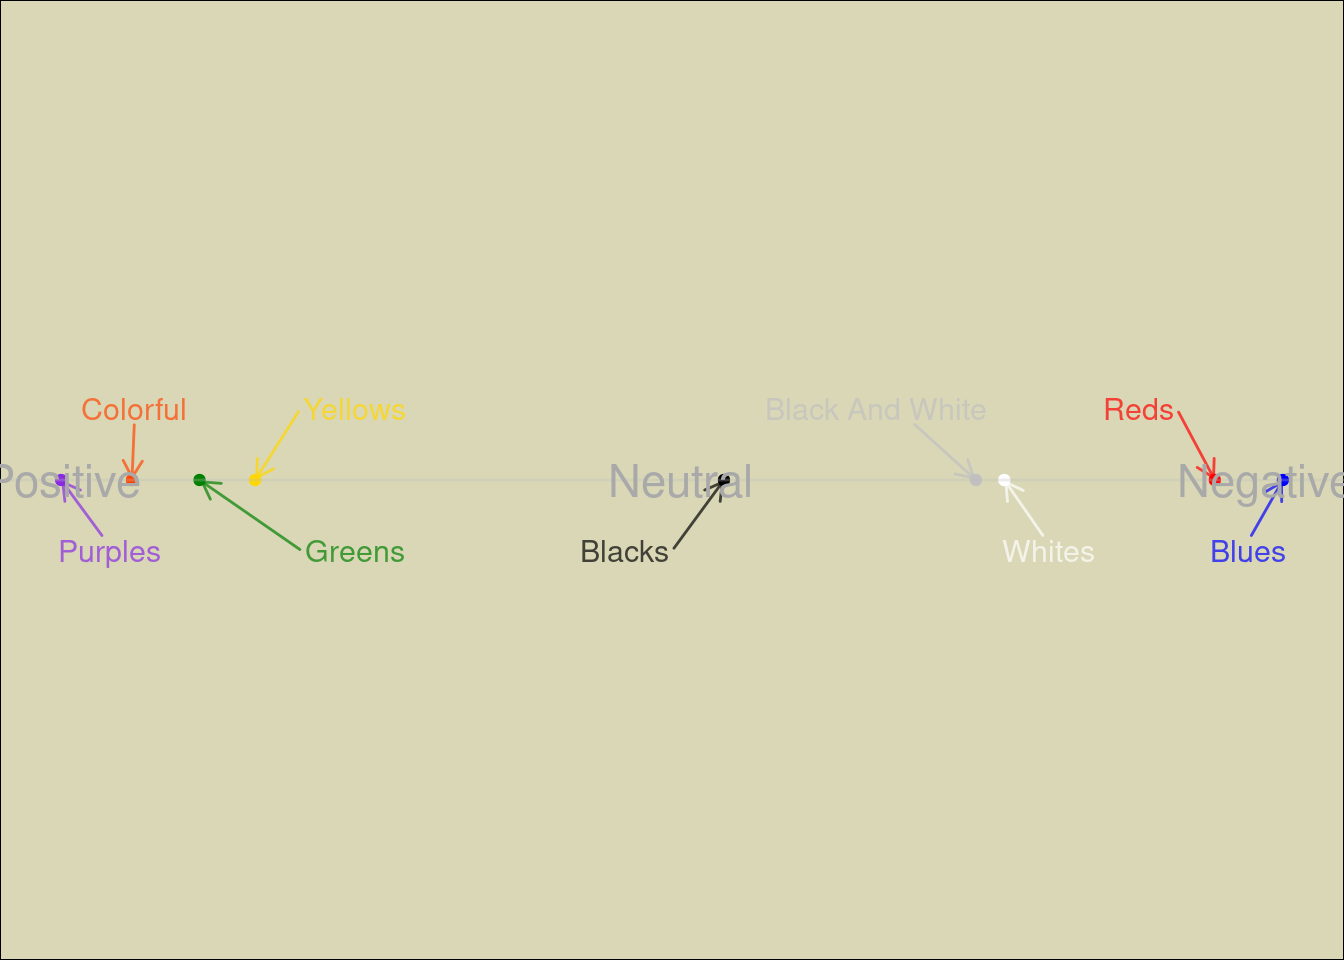 Colorful
Yellows
Black And White
Reds
Positive
Neutral
Negative
Purples
Greens
Blacks
Whites
Blues